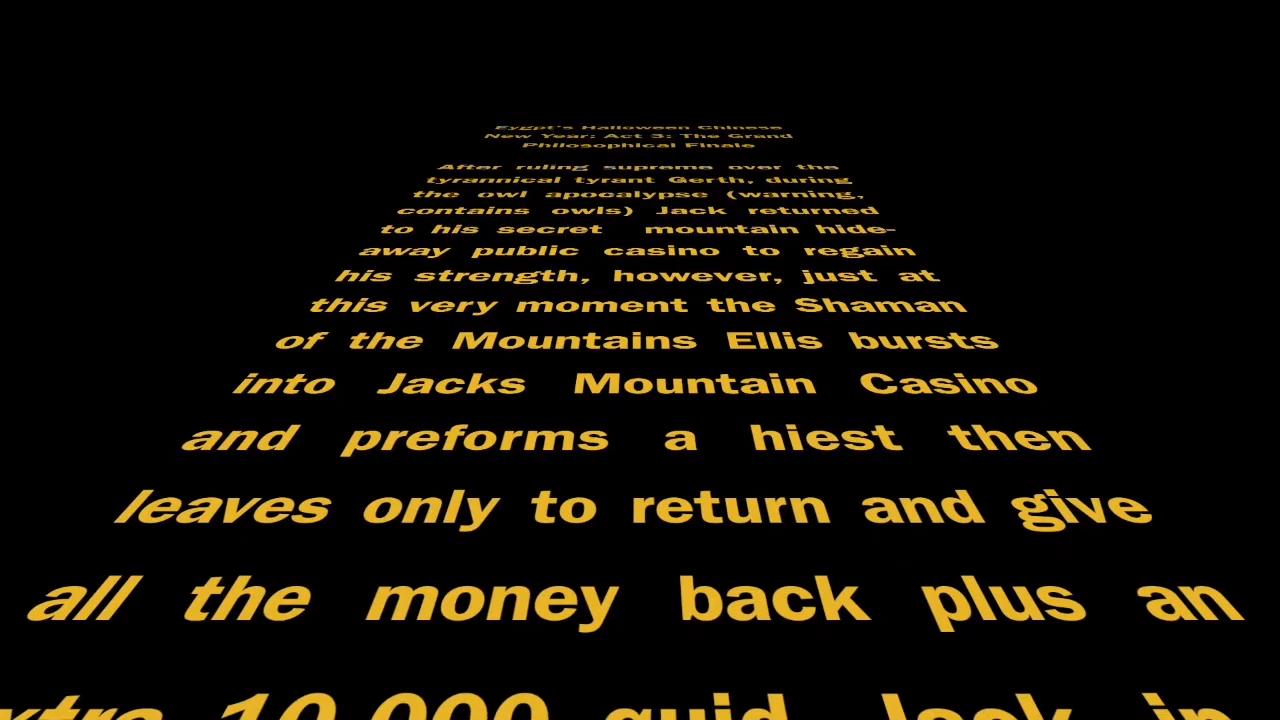 Eygpt's Halloween Chinese
New Year: Act 3: The Grand
Philosophical Finale
After ruling supreme over the
tyrannical tyrant Gerth, during
the owl apocalypse (warning,
contains owls) Jack returned
to his secret mountain hide-
away public casino to regain
his strength, however, just at
this very moment the Shaman
of the Mountains Ellis bursts
into Jacks Mountain Casino
and preforms a hiest then
leaves only to return and give
all the money back plus an
10,000 quid Jack in